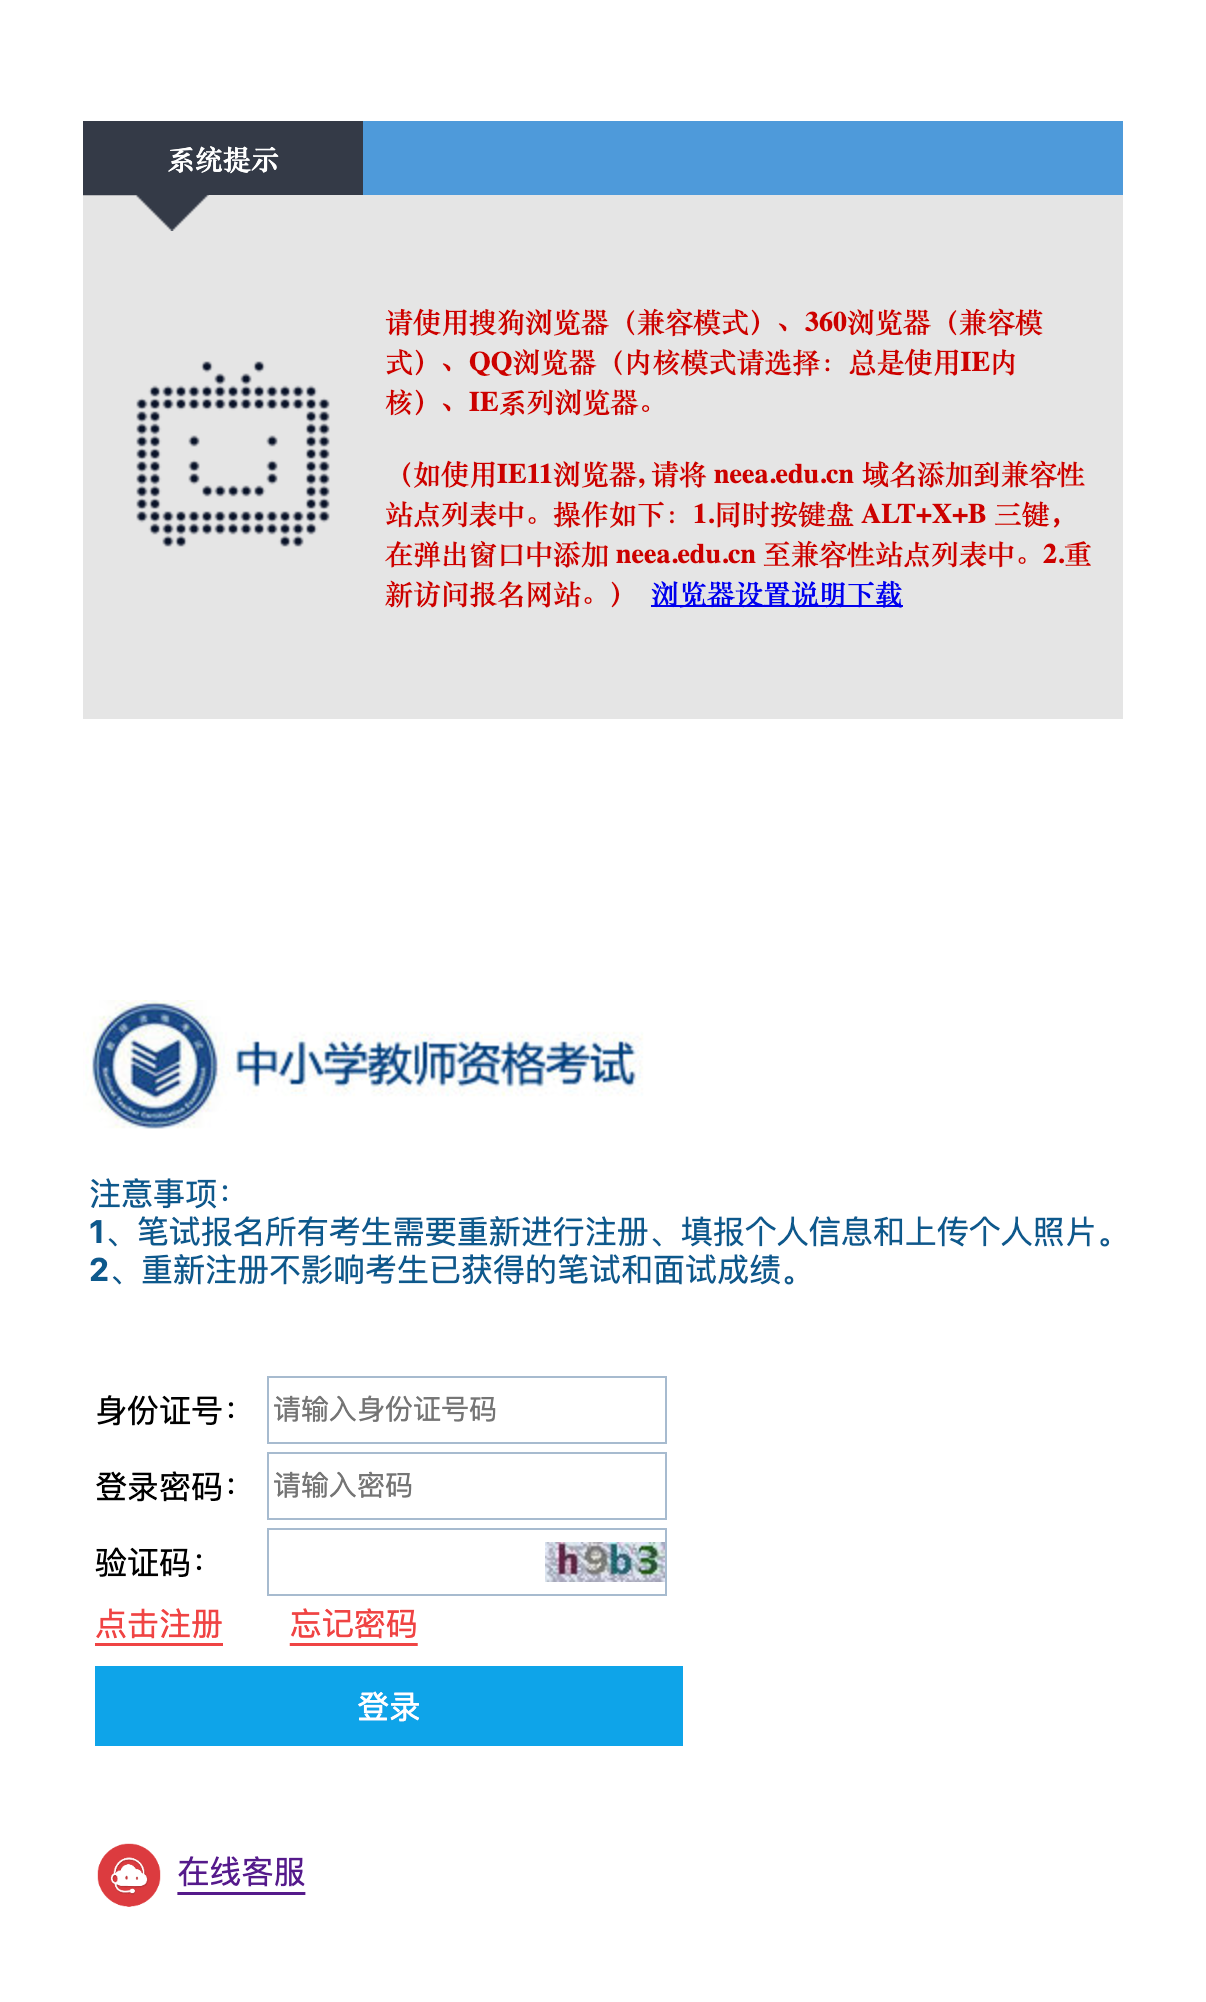 系统提示
请使用搜狗浏览器（兼容模式）、360浏览器（兼容模
式）、QQ浏览器（内核模式请选择：总是使用IE内
核）、IE系列浏览器。
（如使用IE11浏览器，请将 neea.edu.cn 域名添加到兼容性
站点列表中。操作如下：1.同时按键盘 ALT+X+B 三键，
在弹出窗口中添加 neea.edu.cn 至兼容性站点列表中。2.重
新访问报名网站。） 浏览器设置说明下载
中小学教师资格考试
注意事项：
1、笔试报名所有考生需要重新进行注册、填报个人信息和上传个人照片。
2、重新注册不影响考生已获得的笔试和面试成绩。
身份证号： 请输入身份证号码
登录密码： 请输入密码
验证码： h9b3
点击注册 忘记密码
登录
在线客服